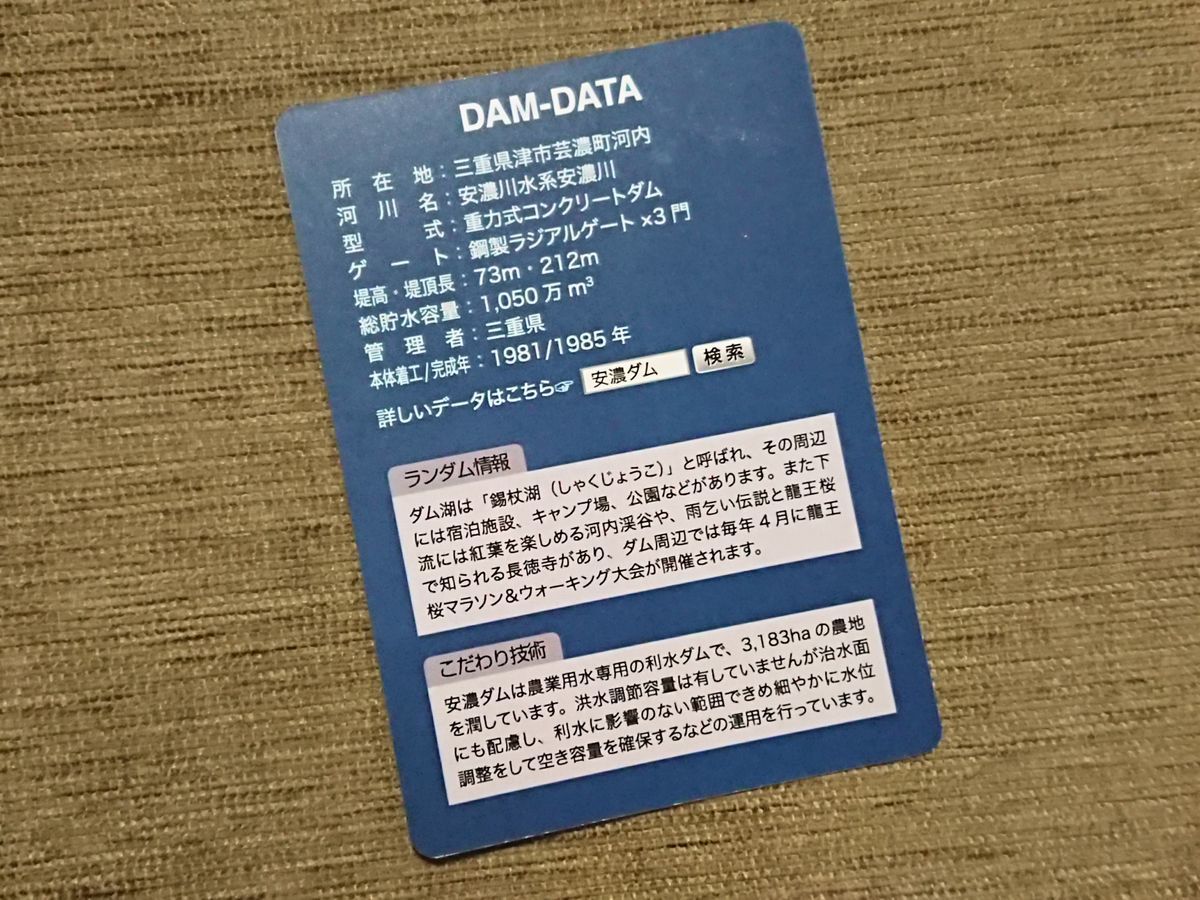 DAM-DATA
所在地：三重県津市芸濃町河内
河川名：安濃川水系安濃川
型式：重力式コンクリートダム
ゲート：鋼製ラジアルゲート×3門
堤高・堤頂長：73m・212m
総貯水容量：1,050万m³
管理者：三重県
本体着工/完成年：1981/1985年
詳しいデータはこちら☞ 安濃ダム 検索
ランダム情報
ダム湖は「錫杖湖（しゃくじょうこ）」と呼ばれ、その周辺
には宿泊施設、キャンプ場、公園などがあります。また下
流には紅葉を楽しめる河内渓谷や、雨乞い伝説と龍王桜
で知られる長徳寺があり、ダム周辺では毎年4月に龍王
桜マラソン&ウォーキング大会が開催されます。
こだわり技術
安濃ダムは農業用水専用の利水ダムで、3,183haの農地
を潤しています。洪水調節容量は有していませんが治水面
にも配慮し、利水に影響のない範囲できめ細やかに水位
調整をして空き容量を確保するなどの運用を行っています。